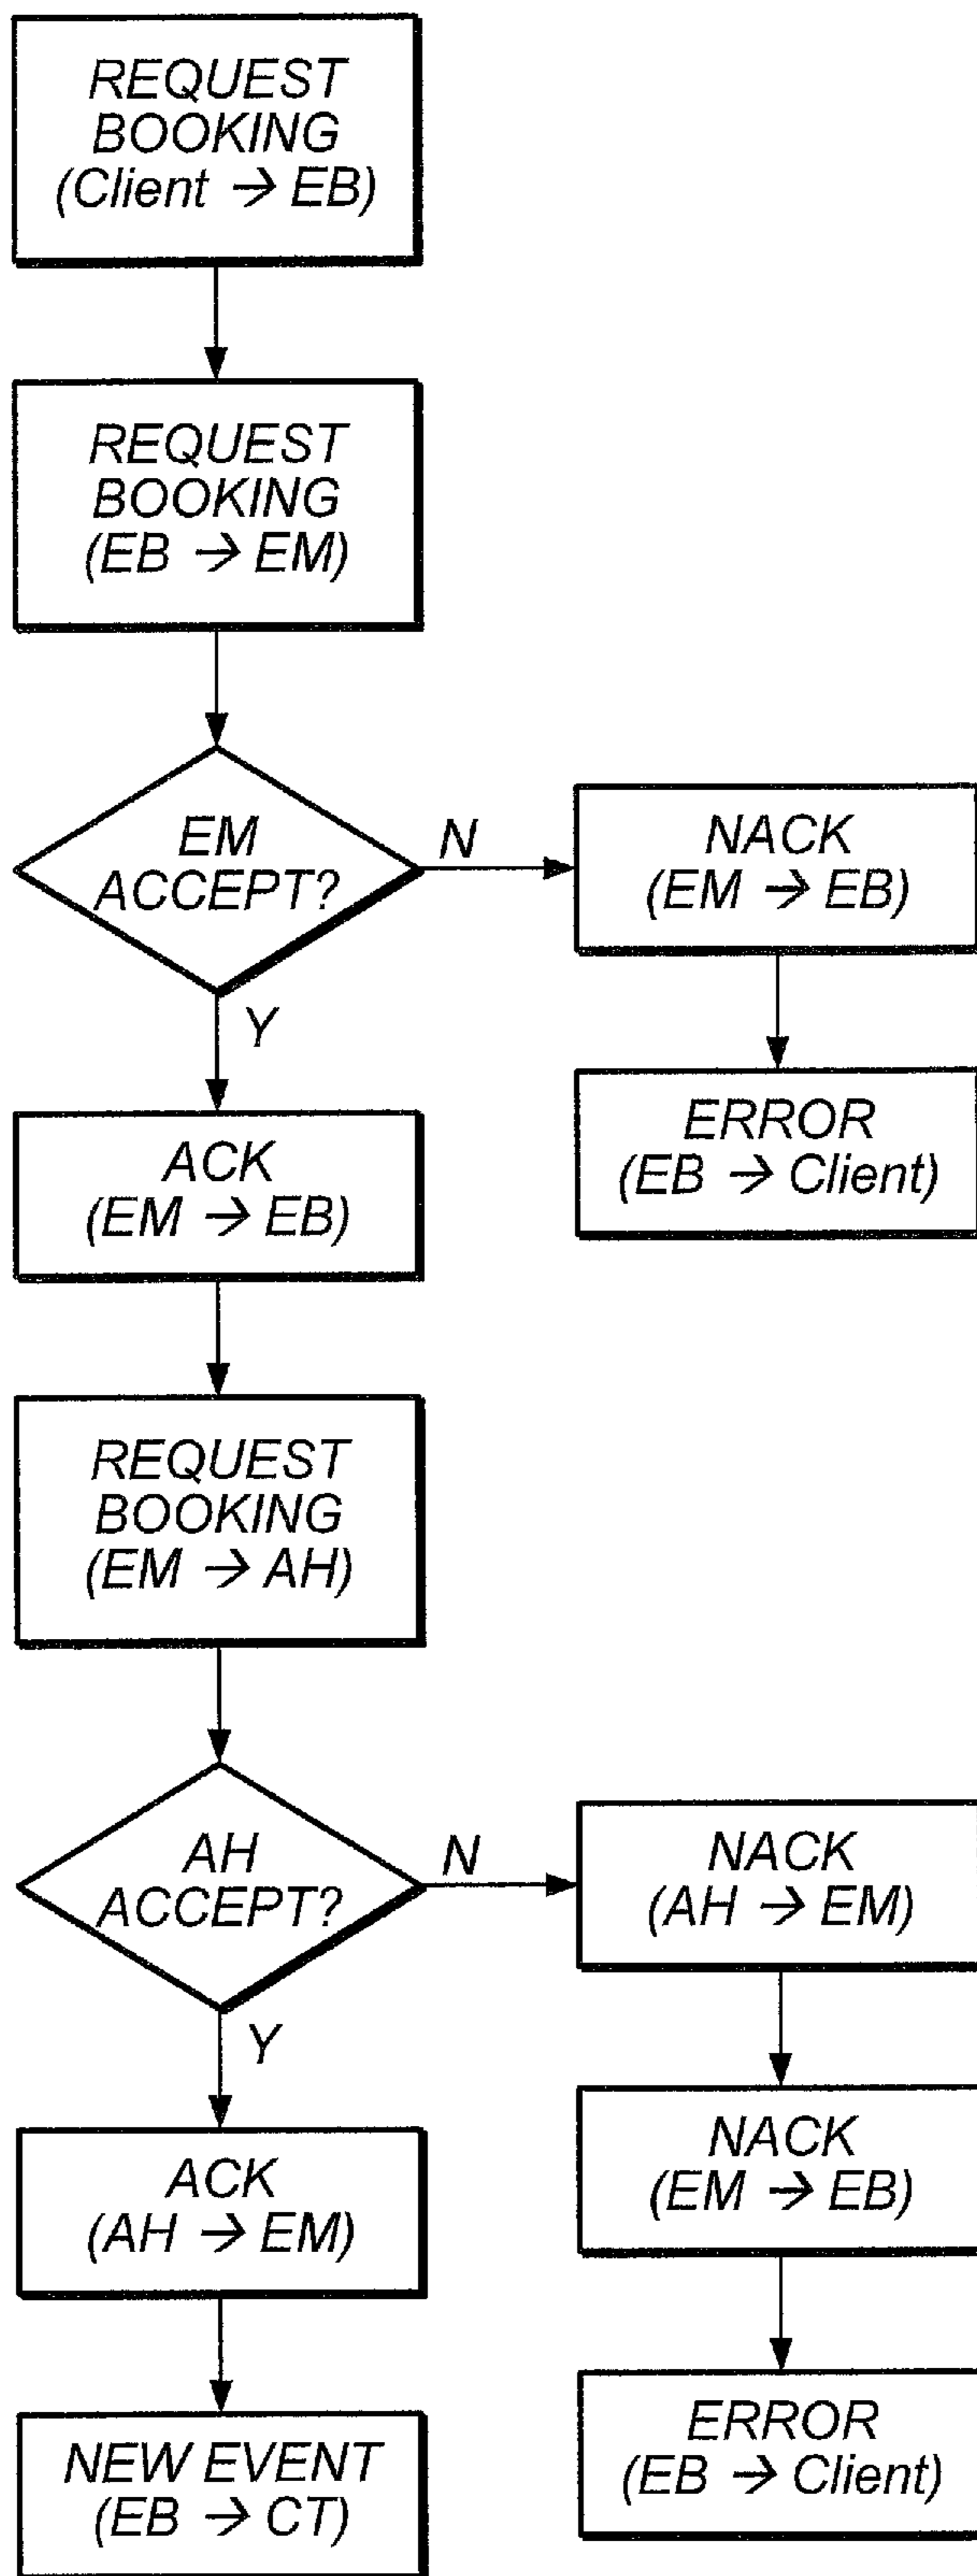 REQUEST
BOOKING
(Client → EB)
REQUEST
BOOKING
(EB → EM)
EM
ACCEPT?
N
NACK
(EM → EB)
Y
ERROR
(EB → Client)
ACK
(EM → EB)
REQUEST
BOOKING
(EM → AH)
AH
ACCEPT?
N
NACK
(AH → EM)
Y
NACK
(EM → EB)
ACK
(AH → EM)
ERROR
(EB → Client)
NEW EVENT
(EB → CT)